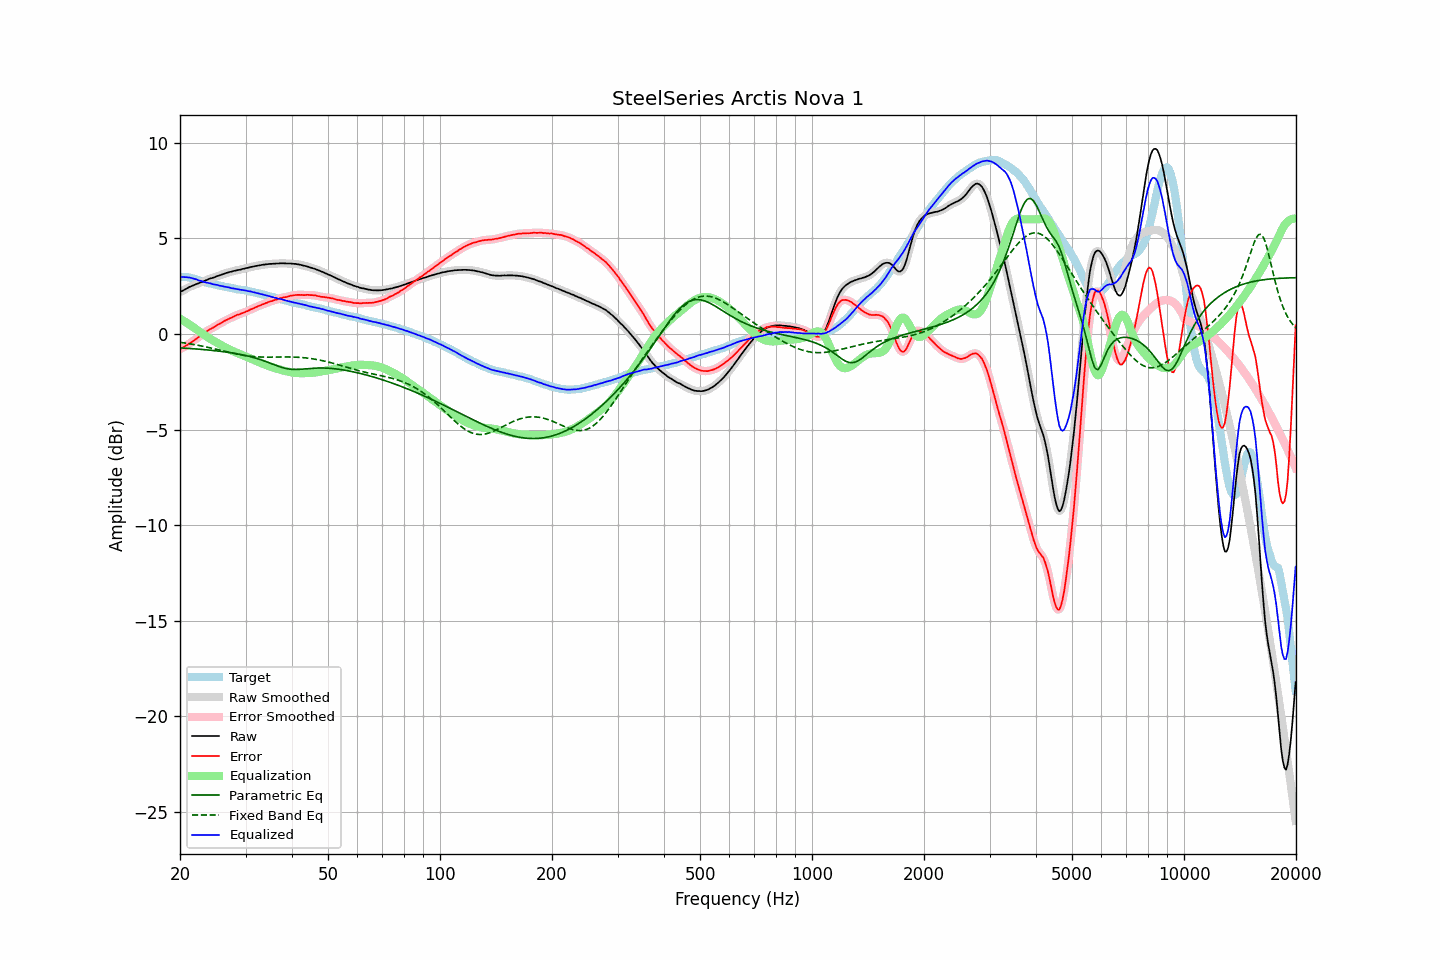 SteelSeries Arctis Nova 1
10
5
0
−5
−10
−15
−20
−25
Amplitude (dBr)
Target
Raw Smoothed
Error Smoothed
Raw
Error
Equalization
Parametric Eq
Fixed Band Eq
Equalized
20 50 100 200 500 1000 2000 5000 10000 20000
Frequency (Hz)